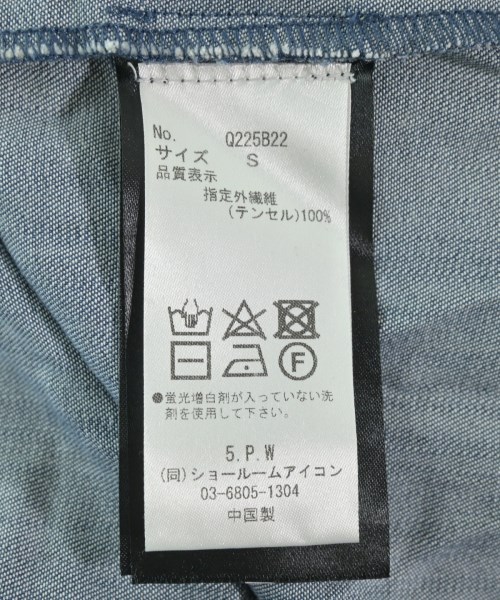 No. Q225B22
サイズ S
品質表示
指定外繊維
(テンセル)100%
F
●蛍光増白剤が入っていない洗
剤を使用して下さい。
5.P.W
(同)ショールームアイコン
03-6805-1304
中国製